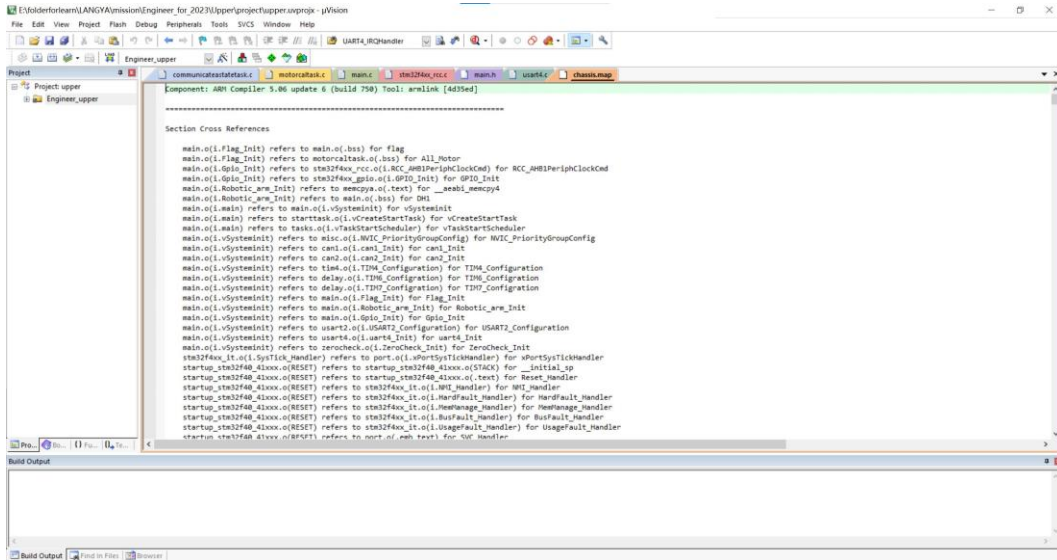 E:\folderforlearn\LANGYA\mission\Engineer_for_2023\Upper\project\upper.uvprojx - µVision
File Edit View Project Flash Debug Peripherals Tools SVCS Window Help
UART4_IRQHandler
Engineer_upper
Project
communicateastatetask.c motorcaltask.c main.c stm32f4xx_rcc.c main.h usart4.c chassis.map
Project: upper
Engineer_upper
Component: ARM Compiler 5.06 update 6 (build 750) Tool: armlink [4d35ed]
==============================================================================
Section Cross References
main.o(i.Flag_Init) refers to main.o(.bss) for flag
main.o(i.Flag_Init) refers to motorcaltask.o(.bss) for All_Motor
main.o(i.Gpio_Init) refers to stm32f4xx_rcc.o(i.RCC_AHB1PeriphClockCmd) for RCC_AHB1PeriphClockCmd
main.o(i.Gpio_Init) refers to stm32f4xx_gpio.o(i.GPIO_Init) for GPIO_Init
main.o(i.Robotic_arm_Init) refers to memcpya.o(.text) for __aeabi_memcpy4
main.o(i.Robotic_arm_Init) refers to main.o(.bss) for DH1
main.o(i.main) refers to main.o(i.vSysteminit) for vSysteminit
main.o(i.main) refers to starttask.o(i.vCreateStartTask) for vCreateStartTask
main.o(i.main) refers to tasks.o(i.vTaskStartScheduler) for vTaskStartScheduler
main.o(i.vSysteminit) refers to misc.o(i.NVIC_PriorityGroupConfig) for NVIC_PriorityGroupConfig
main.o(i.vSysteminit) refers to can1.o(i.can1_Init) for can1_Init
main.o(i.vSysteminit) refers to can2.o(i.can2_Init) for can2_Init
main.o(i.vSysteminit) refers to tim4.o(i.TIM4_Configuration) for TIM4_Configuration
main.o(i.vSysteminit) refers to delay.o(i.TIM6_Configration) for TIM6_Configration
main.o(i.vSysteminit) refers to delay.o(i.TIM7_Configration) for TIM7_Configration
main.o(i.vSysteminit) refers to main.o(i.Flag_Init) for Flag_Init
main.o(i.vSysteminit) refers to main.o(i.Robotic_arm_Init) for Robotic_arm_Init
main.o(i.vSysteminit) refers to main.o(i.Gpio_Init) for Gpio_Init
main.o(i.vSysteminit) refers to usart2.o(i.USART2_Configuration) for USART2_Configuration
main.o(i.vSysteminit) refers to usart4.o(i.uart4_Init) for uart4_Init
main.o(i.vSysteminit) refers to zerocheck.o(i.ZeroCheck_Init) for ZeroCheck_Init
stm32f4xx_it.o(i.SysTick_Handler) refers to port.o(i.xPortSysTickHandler) for xPortSysTickHandler
startup_stm32f40_41xxx.o(RESET) refers to startup_stm32f40_41xxx.o(STACK) for __initial_sp
startup_stm32f40_41xxx.o(RESET) refers to startup_stm32f40_41xxx.o(.text) for Reset_Handler
startup_stm32f40_41xxx.o(RESET) refers to stm32f4xx_it.o(i.NMI_Handler) for NMI_Handler
startup_stm32f40_41xxx.o(RESET) refers to stm32f4xx_it.o(i.HardFault_Handler) for HardFault_Handler
startup_stm32f40_41xxx.o(RESET) refers to stm32f4xx_it.o(i.MemManage_Handler) for MemManage_Handler
startup_stm32f40_41xxx.o(RESET) refers to stm32f4xx_it.o(i.BusFault_Handler) for BusFault_Handler
startup_stm32f40_41xxx.o(RESET) refers to stm32f4xx_it.o(i.UsageFault_Handler) for UsageFault_Handler
startup_stm32f40_41xxx.o(RESET) refers to port.o(.emb_text) for SVC_Handler
Pro... Bo... {} Fu... Te...
Build Output
Build Output Find in Files Browser